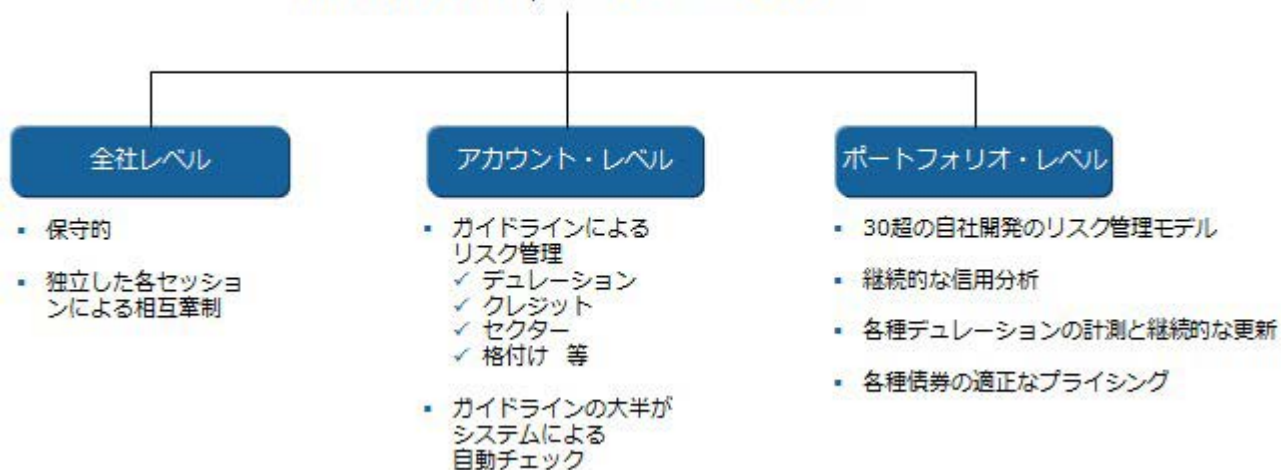 全社レベル
保守的
独立した各セッショ
ンによる相互牽制
アカウント・レベル
ガイドラインによる
リスク管理
✓ デュレーション
✓ クレジット
✓ セクター
✓ 格付け 等
ガイドラインの大半が
システムによる
自動チェック
ポートフォリオ・レベル
30超の自社開発のリスク管理モデル
継続的な信用分析
各種デュレーションの計測と継続的な更新
各種債券の適正なプライシング